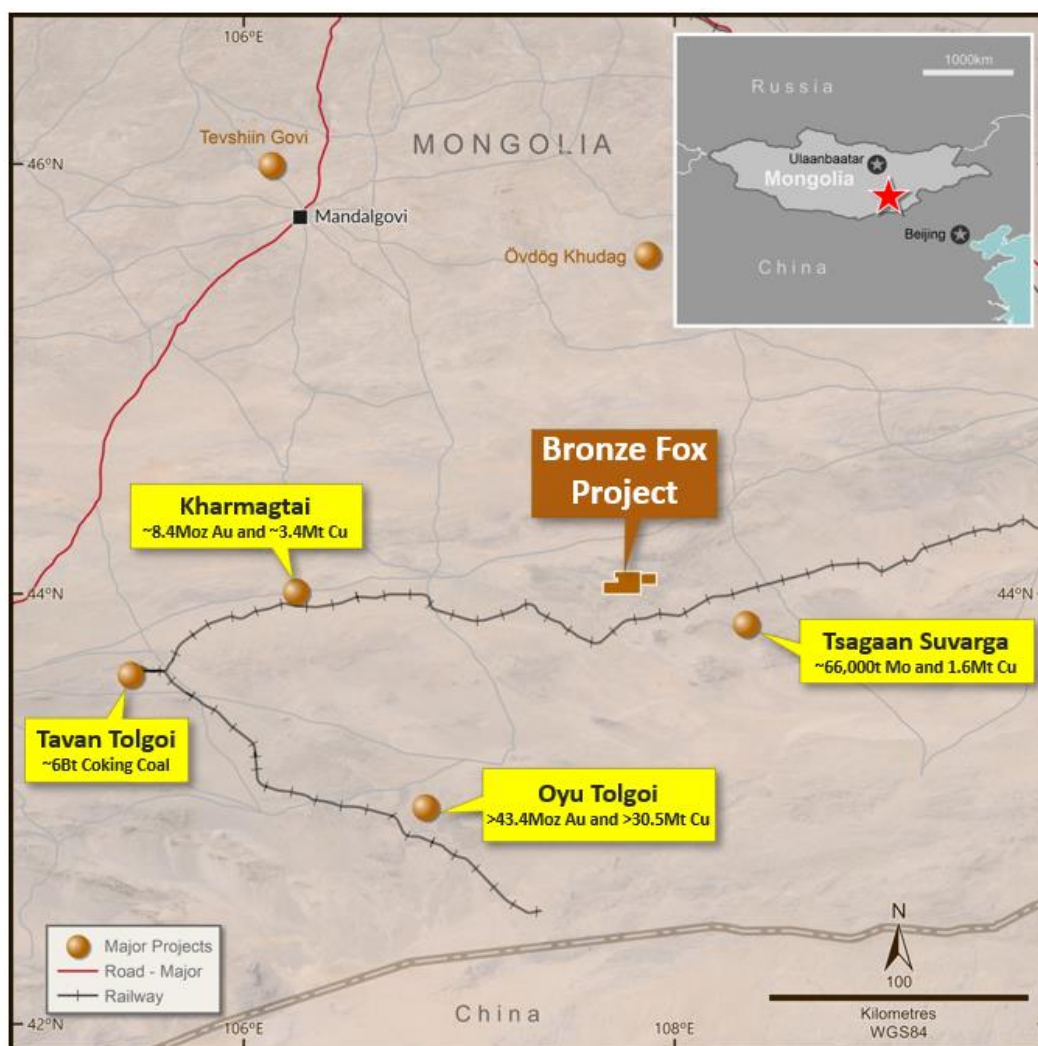 106°E
1000km
Russia
Tevshiin Govi
MONGOLIA
46°N
Ulaanbaatar
Mongolia
Mandalgovi
Beijing
Övdög Khudag
China
Bronze Fox
Project
Kharmagtai
~8.4Moz Au and ~3.4Mt Cu
44°N
44°N
Tsagaan Suvarga
~66,000t Mo and 1.6Mt Cu
Tavan Tolgoi
~6Bt Coking Coal
Oyu Tolgoi
>43.4Moz Au and >30.5Mt Cu
N
Major Projects
Road - Major
Railway
100
Kilometres
WGS84
China
42°N
106°E
108°E